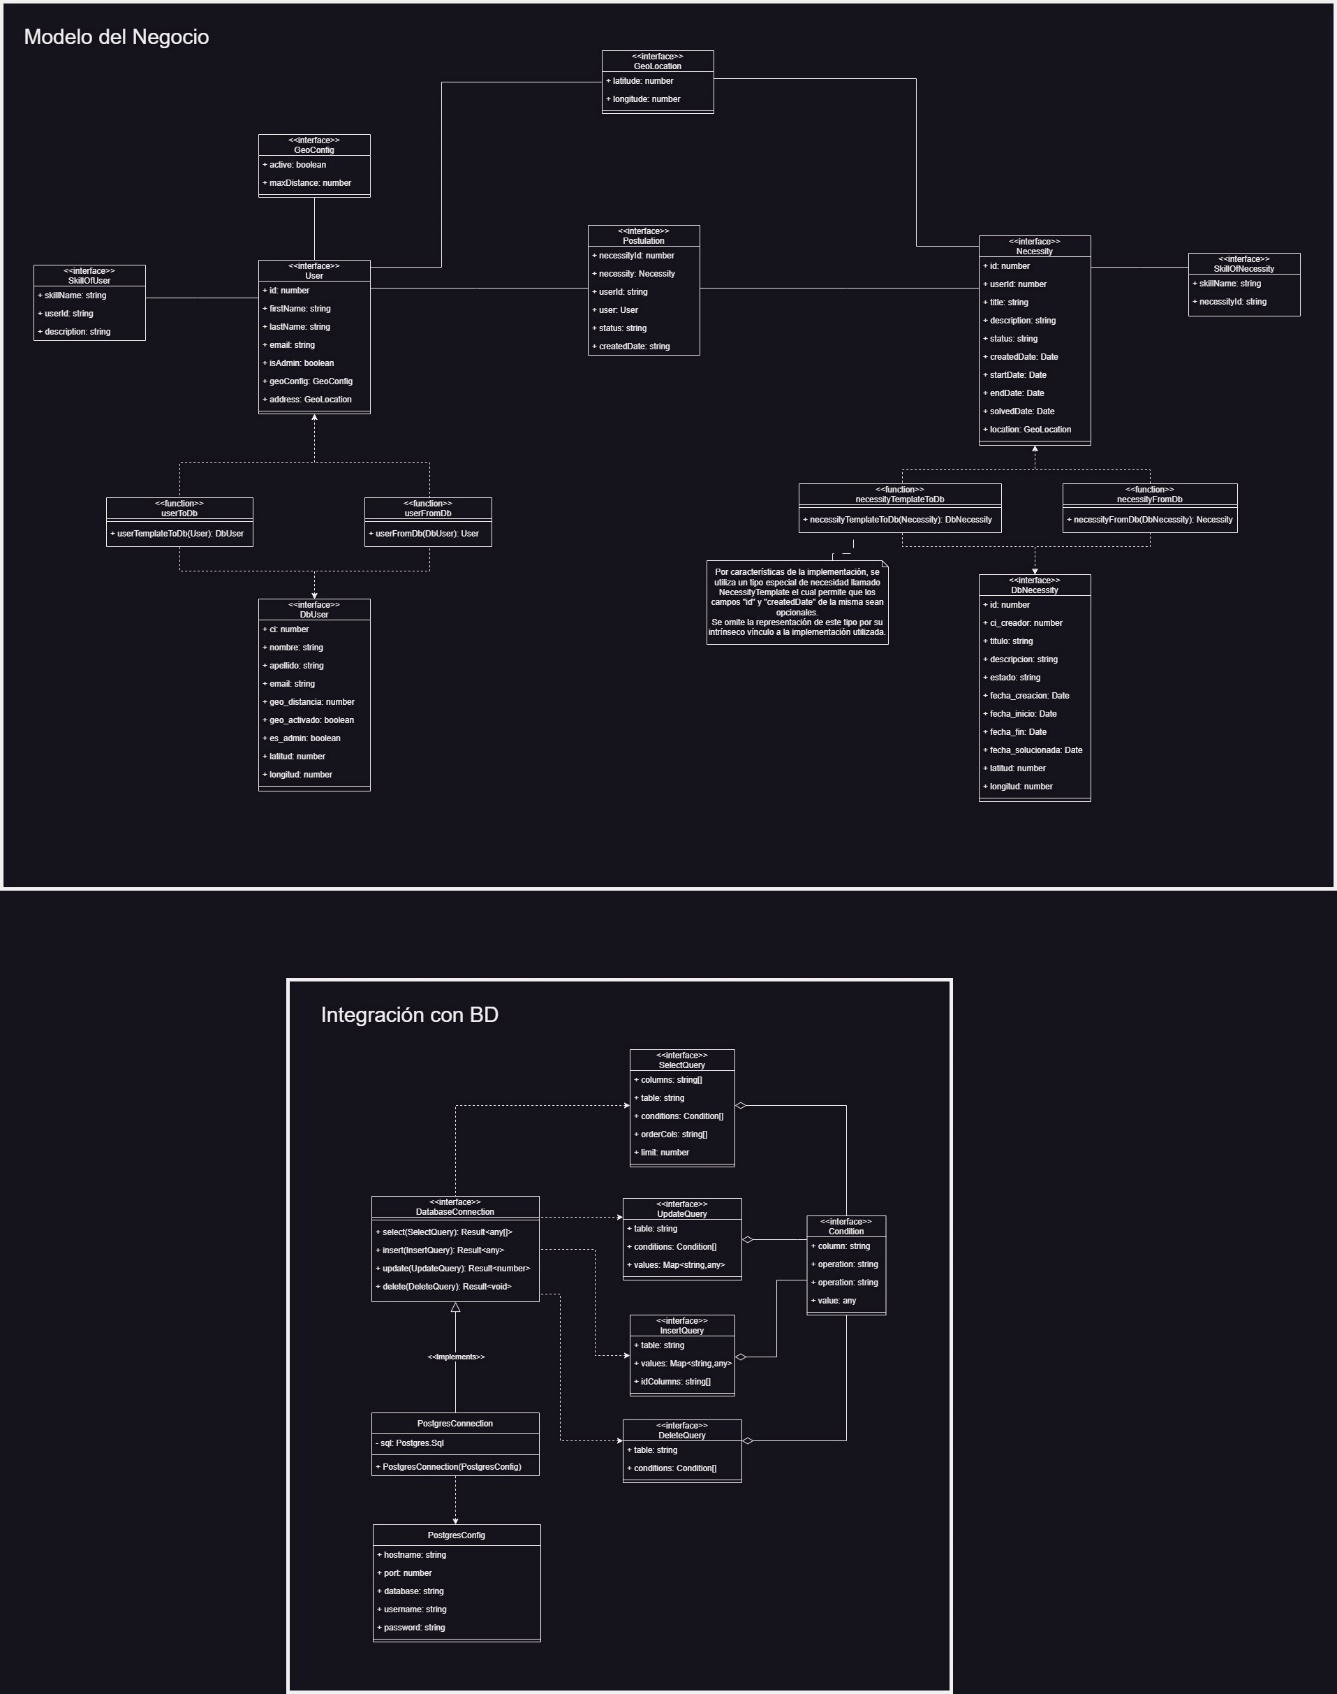 Modelo del Negocio
<<interface>>
GeoLocation
+ latitude: number
+ longitude: number
<<interface>>
GeoConfig
+ active: boolean
+ maxDistance: number
<<interface>>
SkillOfUser
+ skillName: string
+ userId: string
+ description: string
<<interface>>
User
+ id: number
+ firstName: string
+ lastName: string
+ email: string
+ isAdmin: boolean
+ geoConfig: GeoConfig
+ address: GeoLocation
<<interface>>
Postulation
+ necessityId: number
+ necessity: Necessity
+ userId: string
+ user: User
+ status: string
+ createdDate: string
<<interface>>
Necessity
+ id: number
+ userId: number
+ title: string
+ description: string
+ status: string
+ createdDate: Date
+ startDate: Date
+ endDate: Date
+ solvedDate: Date
+ location: GeoLocation
<<interface>>
SkillOfNecessity
+ skillName: string
+ necessityId: string
<<function>>
userToDb
+ userTemplateToDb(User): DbUser
<<function>>
userFromDb
+ userFromDb(DbUser): User
<<function>>
necessityTemplateToDb
+ necessityTemplateToDb(Necessity): DbNecessity
<<function>>
necessityFromDb
+ necessityFromDb(DbNecessity): Necessity
Por características de la implementación, se
utiliza un tipo especial de necesidad llamado
NecessityTemplate el cual permite que los
campos "id" y "createdDate" de la misma sean
opcionales.
Se omite la representación de este tipo por su
intrínseco vínculo a la implementación utilizada.
<<interface>>
DbUser
+ ci: number
+ nombre: string
+ apellido: string
+ email: string
+ geo_distancia: number
+ geo_activado: boolean
+ es_admin: boolean
+ latitud: number
+ longitud: number
<<interface>>
DbNecessity
+ id: number
+ ci_creador: number
+ titulo: string
+ descripcion: string
+ estado: string
+ fecha_creacion: Date
+ fecha_inicio: Date
+ fecha_fin: Date
+ fecha_solucionada: Date
+ latitud: number
+ longitud: number
Integración con BD
<<interface>>
SelectQuery
+ columns: string[]
+ table: string
+ conditions: Condition[]
+ orderCols: string[]
+ limit: number
<<interface>>
DatabaseConnection
+ select(SelectQuery): Result<any[]>
+ insert(InsertQuery): Result<any>
+ update(UpdateQuery): Result<number>
+ delete(DeleteQuery): Result<void>
<<interface>>
UpdateQuery
+ table: string
+ conditions: Condition[]
+ values: Map<string,any>
<<interface>>
Condition
+ column: string
+ operation: string
+ operation: string
+ value: any
<<interface>>
InsertQuery
+ table: string
+ values: Map<string,any>
+ idColumns: string[]
<<Implements>>
PostgresConnection
- sql: Postgres.Sql
+ PostgresConnection(PostgresConfig)
<<interface>>
DeleteQuery
+ table: string
+ conditions: Condition[]
PostgresConfig
+ hostname: string
+ port: number
+ database: string
+ username: string
+ password: string